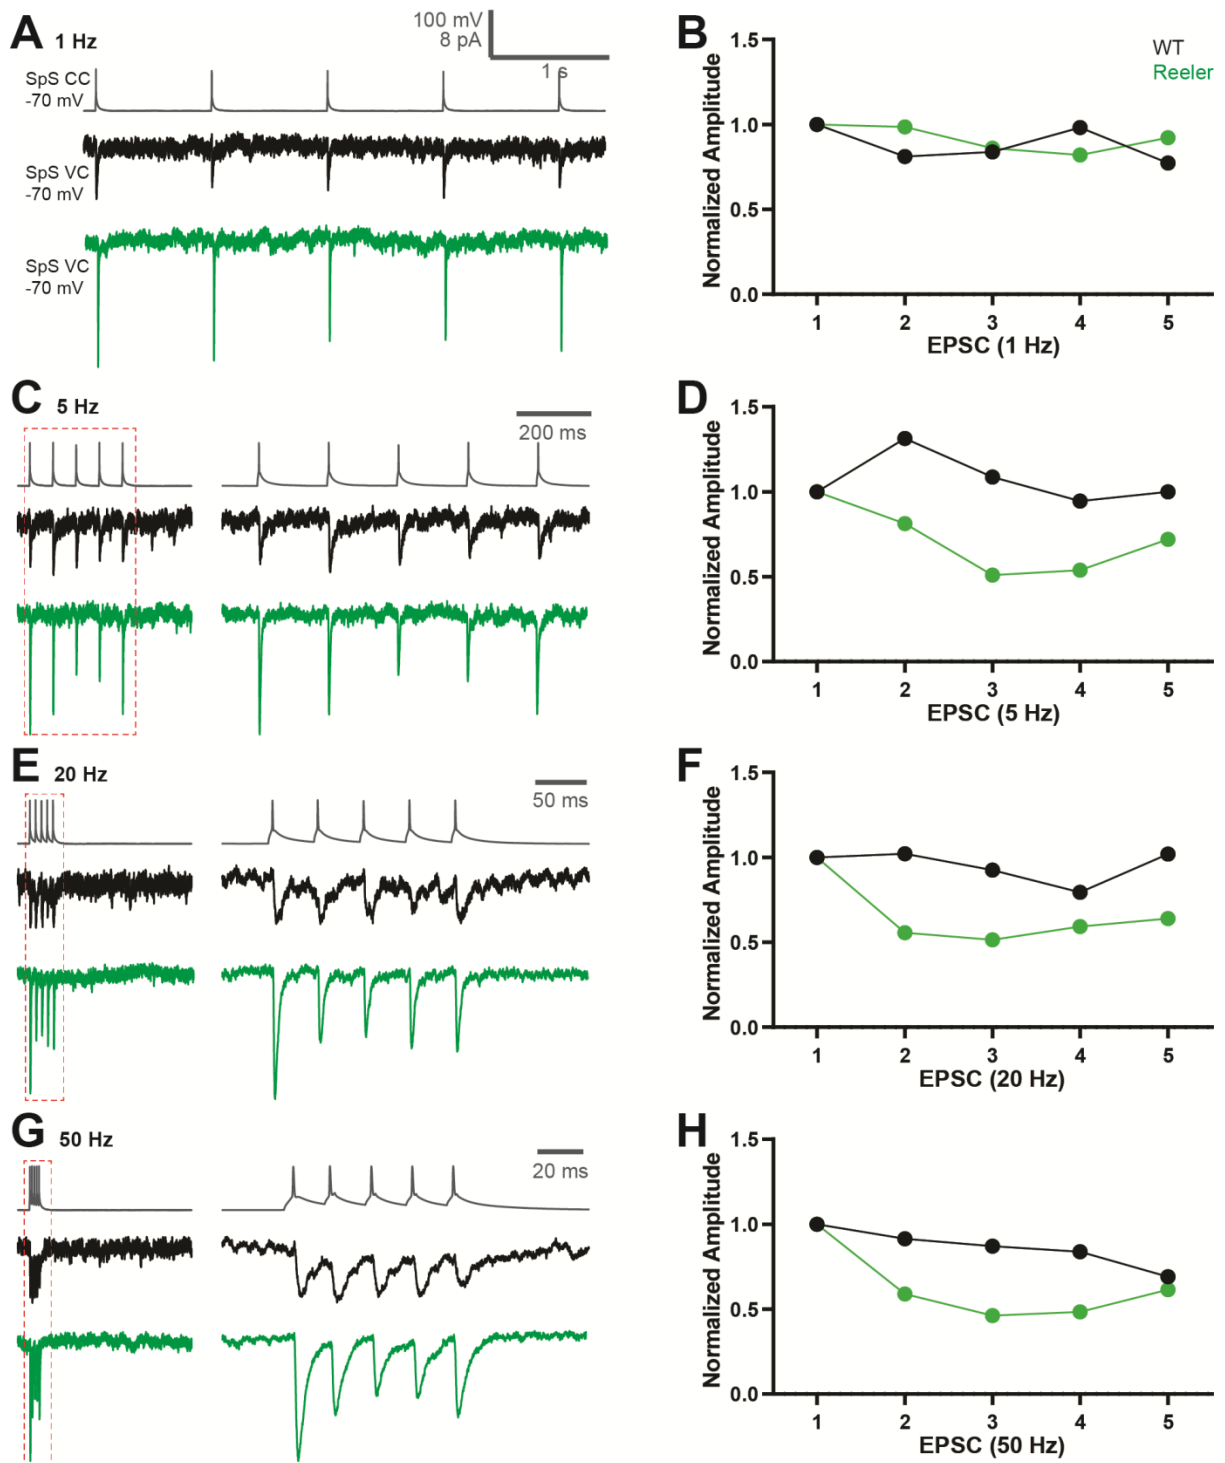 A 1 Hz
100 mV
8 pA
1 s
SpS CC
-70 mV
SpS VC
-70 mV
SpS VC
-70 mV
B
WT
Reeler
Normalized Amplitude
1.5
1.0
0.5
0.0
1 2 3 4 5
EPSC (1 Hz)
C 5 Hz
200 ms
D
Normalized Amplitude
1.5
1.0
0.5
0.0
1 2 3 4 5
EPSC (5 Hz)
E 20 Hz
50 ms
F
Normalized Amplitude
1.5
1.0
0.5
0.0
1 2 3 4 5
EPSC (20 Hz)
G 50 Hz
20 ms
H
Normalized Amplitude
1.5
1.0
0.5
0.0
1 2 3 4 5
EPSC (50 Hz)